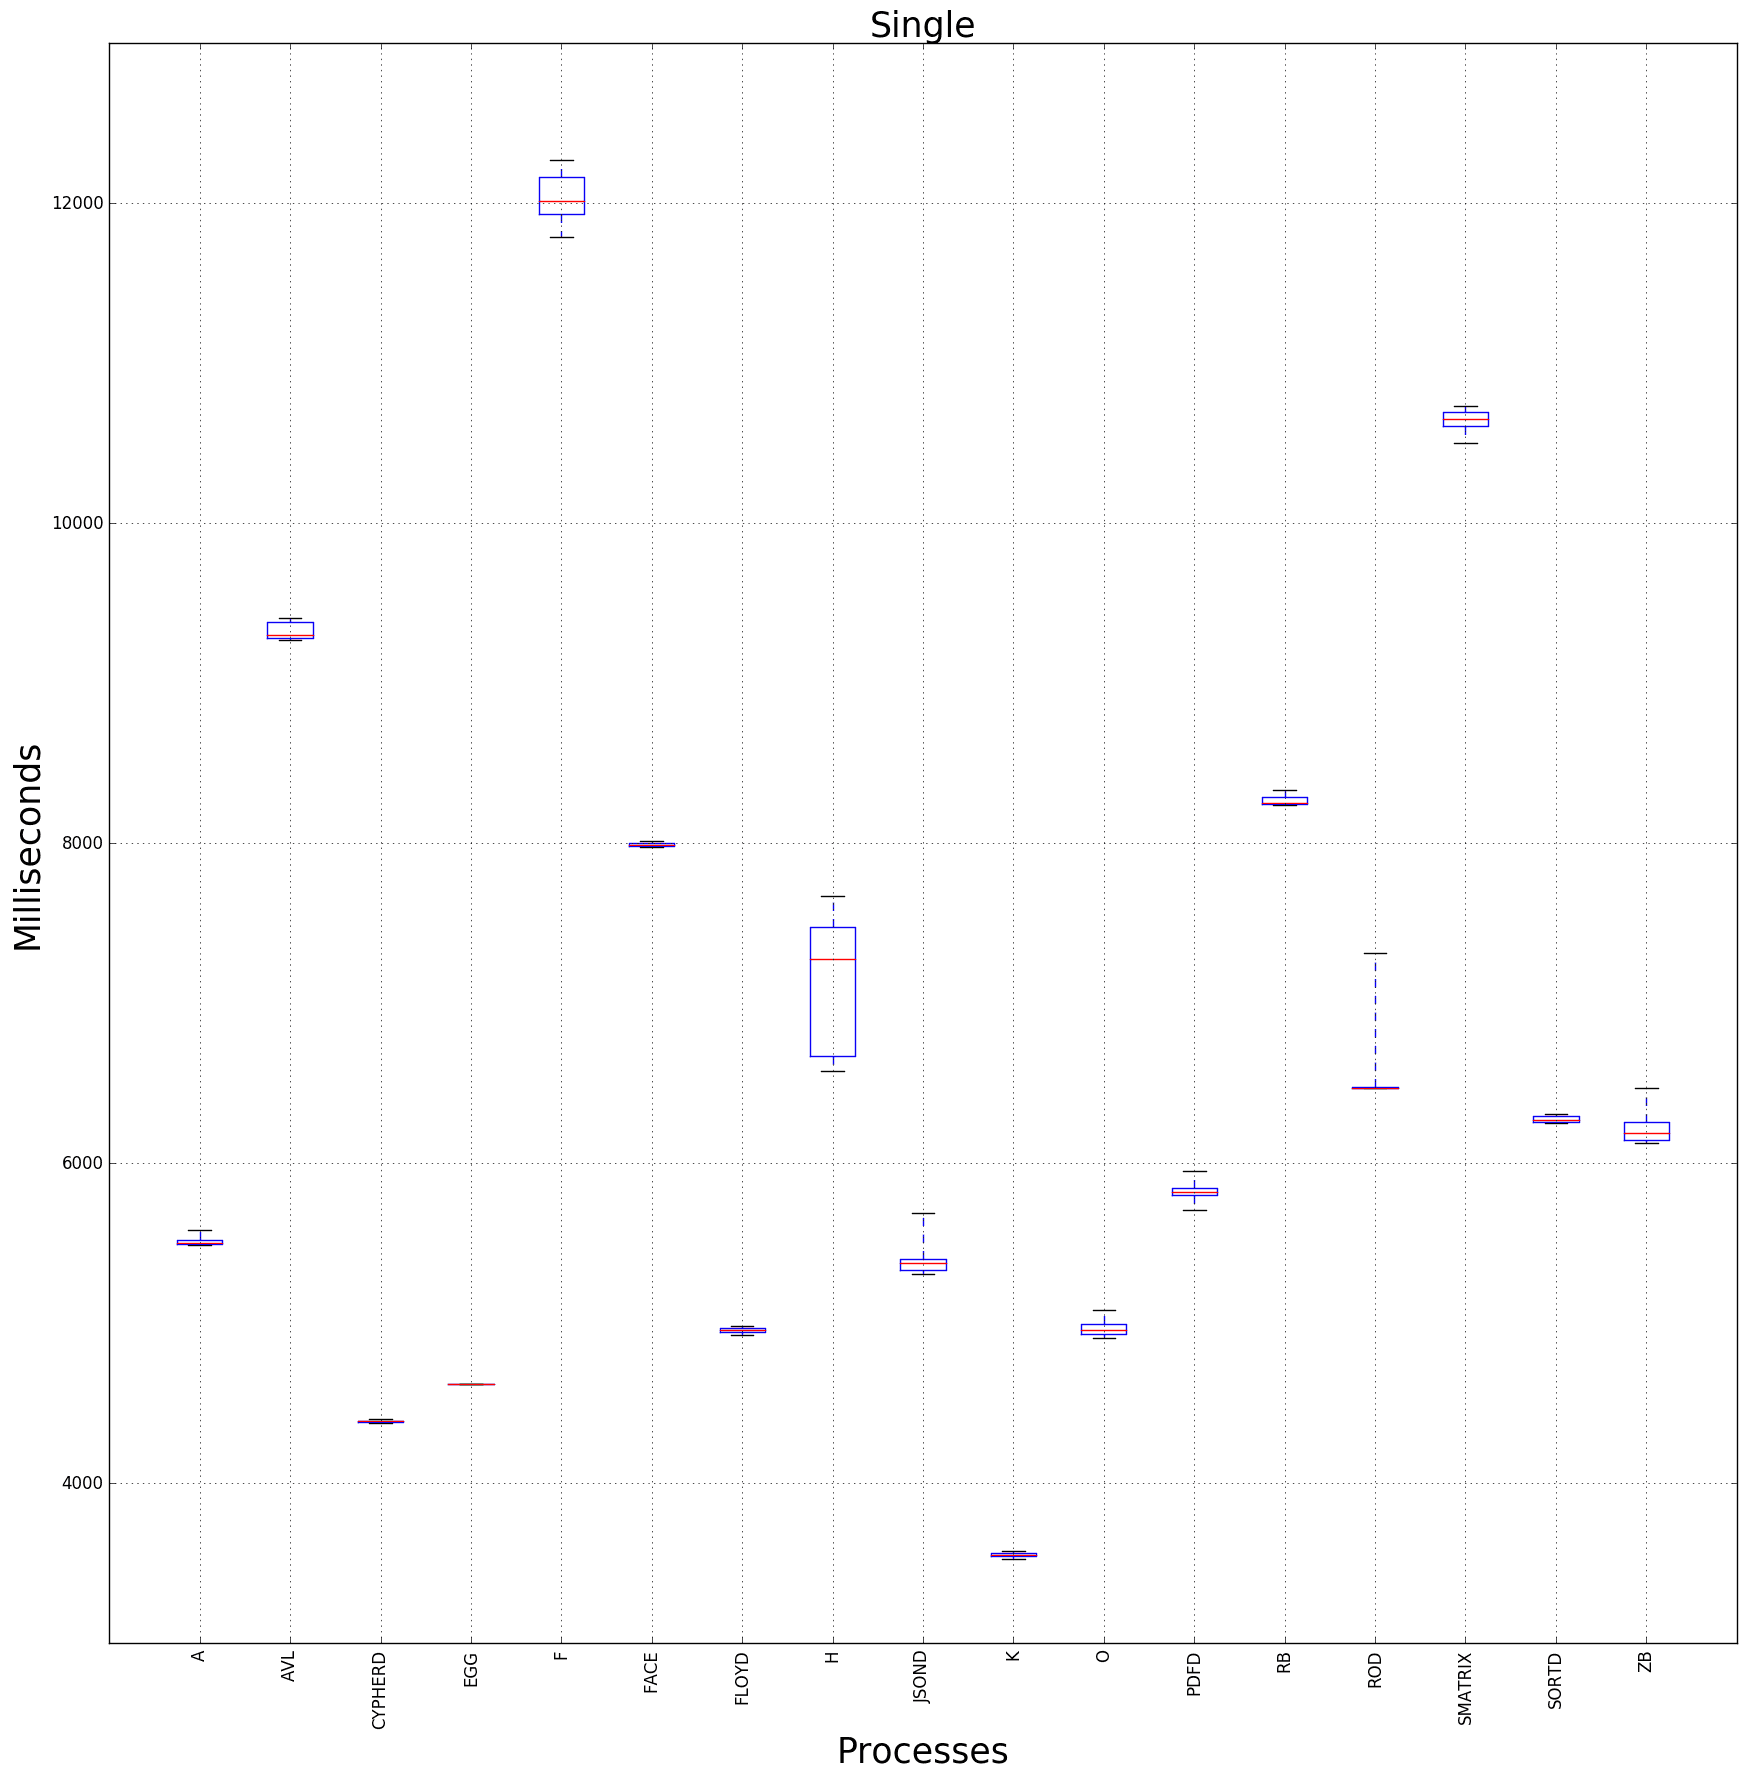 Single
Milliseconds
12000
10000
8000
6000
4000
A
AVL
CYPHERD
EGG
F
FACE
FLOYD
H
JSOND
K
O
PDFD
RB
ROD
SMATRIX
SORTD
ZB
Processes